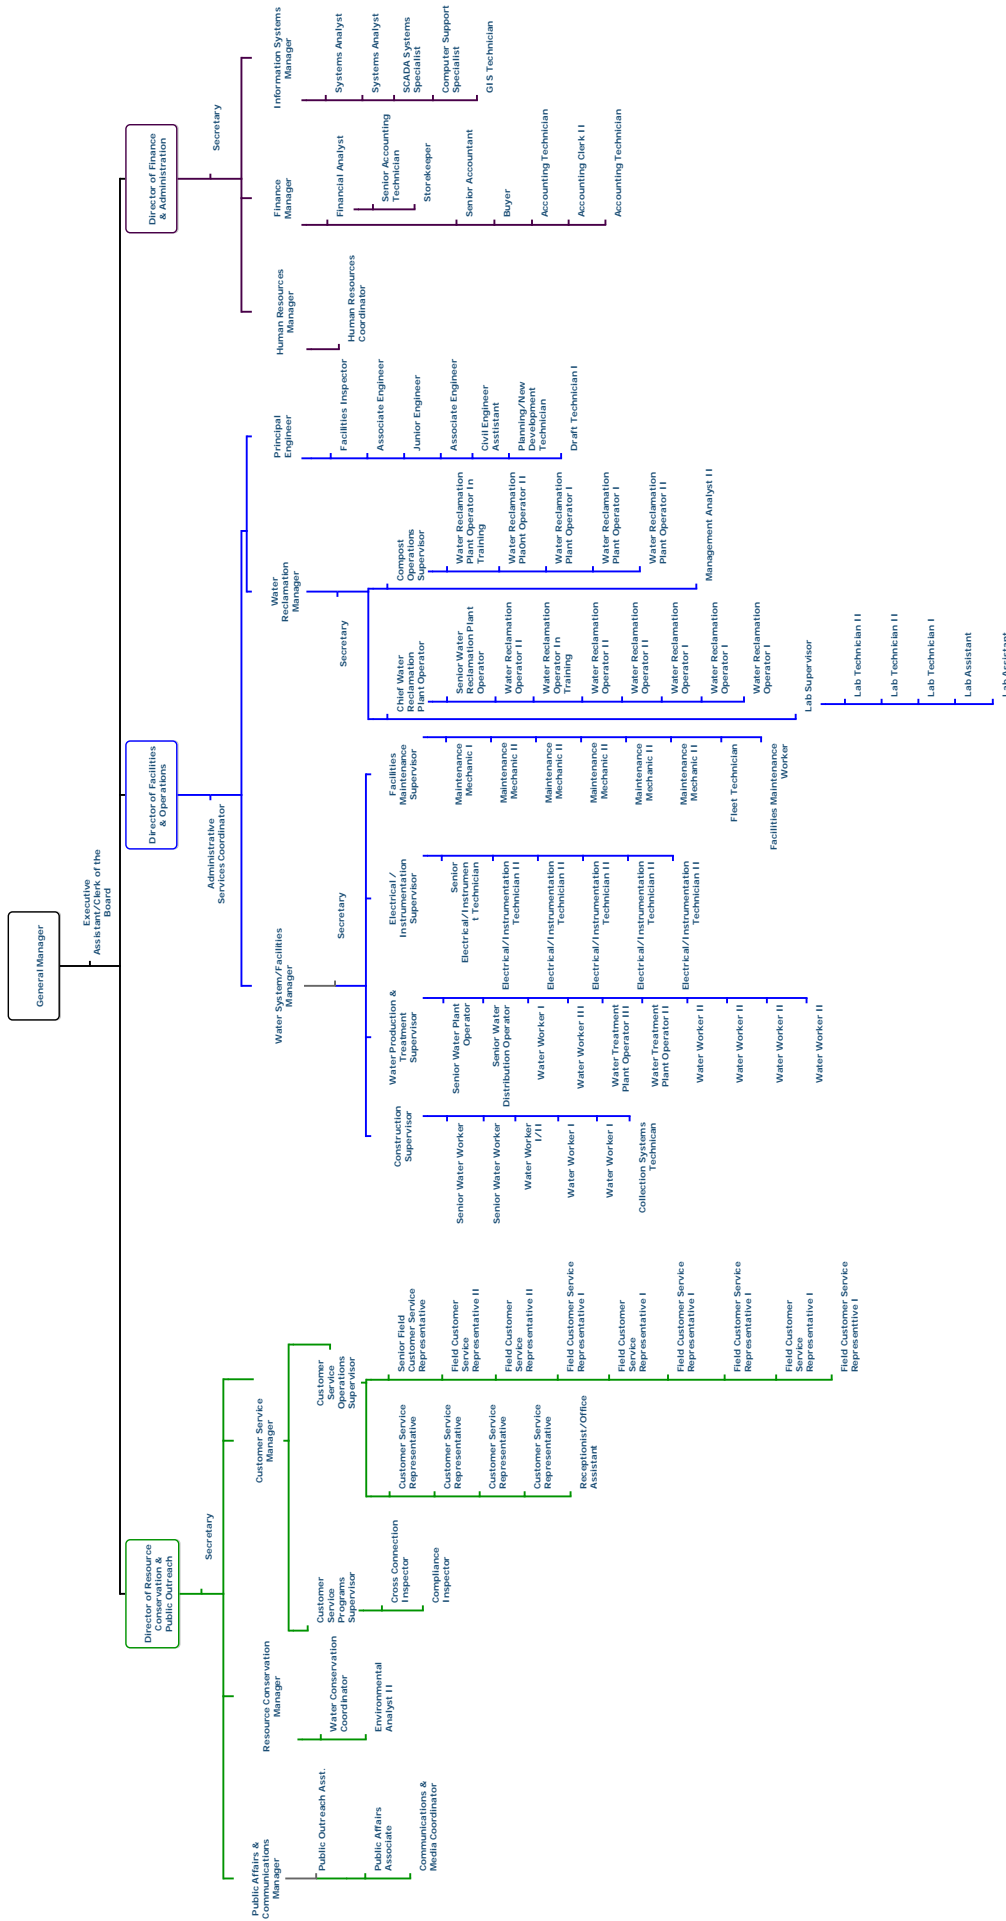 General Manager
Executive
Assistant/Clerk of the
Board
Director of Resource
Conservation &
Public Outreach
Secretary
Public Affairs &
Communications
Manager
Public Outreach Asst.
Public Affairs
Associate
Communications &
Media Coordinator
Resource Conservation
Manager
Water Conservation
Coordinator
Environmental
Analyst II
Customer Service
Manager
Customer
Service
Programs
Supervisor
Cross Connection
Inspector
Compliance
Inspector
Customer
Service
Operations
Supervisor
Customer Service
Representative
Customer Service
Representative
Customer Service
Representative
Customer Service
Representative
Receptionist/Office
Assistant
Senior Field
Customer Service
Representative
Field Customer
Service
Representative II
Field Customer
Service
Representative II
Field Customer Service
Representative I
Field Customer
Service
Representative I
Field Customer Service
Representative I
Field Customer Service
Representative I
Field Customer
Service
Representative I
Field Customer Service
Representtive I
Director of Facilities
& Operations
Administrative
Services Coordinator
Water System/Facilities
Manager
Secretary
Construction
Supervisor
Senior Water Worker
Senior Water Worker
Water Worker
I/II
Water Worker I
Water Worker I
Collection Systems
Technican
Water Production &
Treatment
Supervisor
Senior Water Plant
Operator
Senior Water
Distribution Operator
Water Worker I
Water Worker III
Water Treatment
Plant Operator III
Water Treatment
Plant Operator II
Water Worker II
Water Worker II
Water Worker II
Water Worker II
Electrical /
Instrumentation
Supervisor
Senior
Electrical/Instrumen
t Technician
Electrical/Instrumentation
Technician II
Electrical/Instrumentation
Technician II
Electrical/Instrumentation
Technician II
Electrical/Instrumentation
Technician II
Electrical/Instrumentation
Technician II
Facilities
Maintenance
Supervisor
Maintenance
Mechanic I
Maintenance
Mechanic II
Maintenance
Mechanic II
Maintenance
Mechanic II
Maintenance
Mechanic II
Maintenance
Mechanic II
Fleet Technician
Facilities Maintenance
Worker
Water
Reclamation
Manager
Secretary
Chief Water
Reclamation
Plant Operator
Senior Water
Reclamation Plant
Operator
Water Reclamation
Operator II
Water Reclamation
Operator In
Training
Water Reclamation
Operator II
Water Reclamation
Operator II
Water Reclamation
Operator I
Water Reclamation
Operator I
Water Reclamation
Operator I
Lab Supervisor
Lab Technician II
Lab Technician II
Lab Technician I
Lab Assistant
Compost
Operations
Supervisor
Water Reclamation
Plant Operator In
Training
Water Reclamation
Pla0nt Operator II
Water Reclamation
Plant Operator I
Water Reclamation
Plant Operator I
Water Reclamation
Plant Operator II
Management Analyst II
Principal
Engineer
Facilities Inspector
Associate Engineer
Junior Engineer
Associate Engineer
Civil Engineer
Asstistant
Planning/New
Development
Technician
Draft Technician I
Director of Finance
& Administration
Secretary
Human Resources
Manager
Human Resources
Coordinator
Finance
Manager
Financial Analyst
Senior Accounting
Technician
Storekeeper
Senior Accountant
Buyer
Accounting Technician
Accounting Clerk II
Accounting Technician
Information Systems
Manager
Systems Analyst
Systems Analyst
SCADA Systems
Specialist
Computer Support
Specialist
GIS Technician